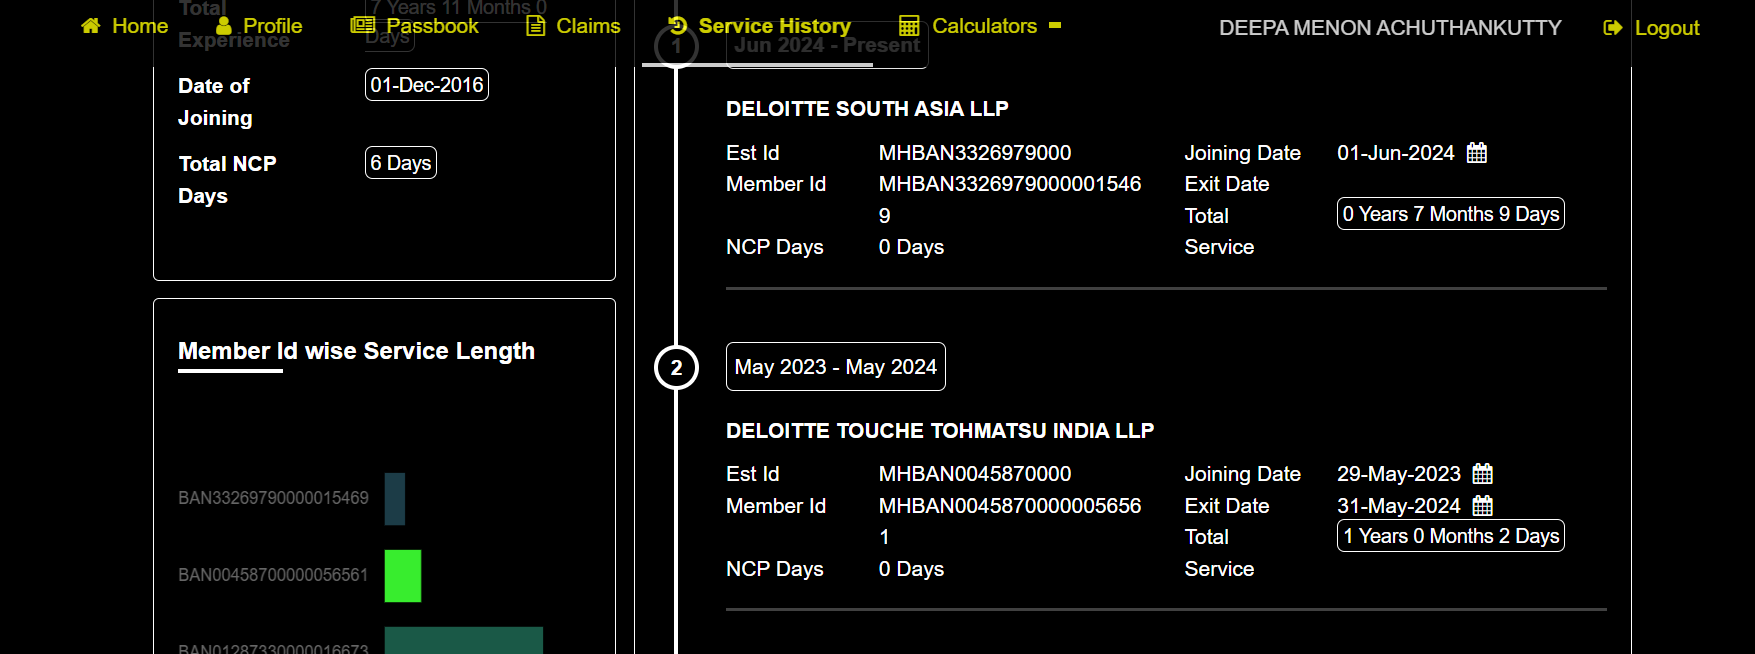 Home
Profile
Passbook
Claims
Service History
Calculators
DEEPA MENON ACHUTHANKUTTY
Logout
Total Experience
7 Years 11 Months 0 Days
Date of Joining
01-Dec-2016
Total NCP Days
6 Days
Member Id wise Service Length
BAN33269790000015469
BAN00458700000056561
BAN01287330000016673
1
Jun 2024 - Present
DELOITTE SOUTH ASIA LLP
Est Id
MHBAN3326979000
Joining Date
01-Jun-2024
Member Id
MHBAN3326979000001546
9
Exit Date
Total Service
0 Years 7 Months 9 Days
NCP Days
0 Days
2
May 2023 - May 2024
DELOITTE TOUCHE TOHMATSU INDIA LLP
Est Id
MHBAN0045870000
Joining Date
29-May-2023
Member Id
MHBAN0045870000005656
1
Exit Date
31-May-2024
Total Service
1 Years 0 Months 2 Days
NCP Days
0 Days